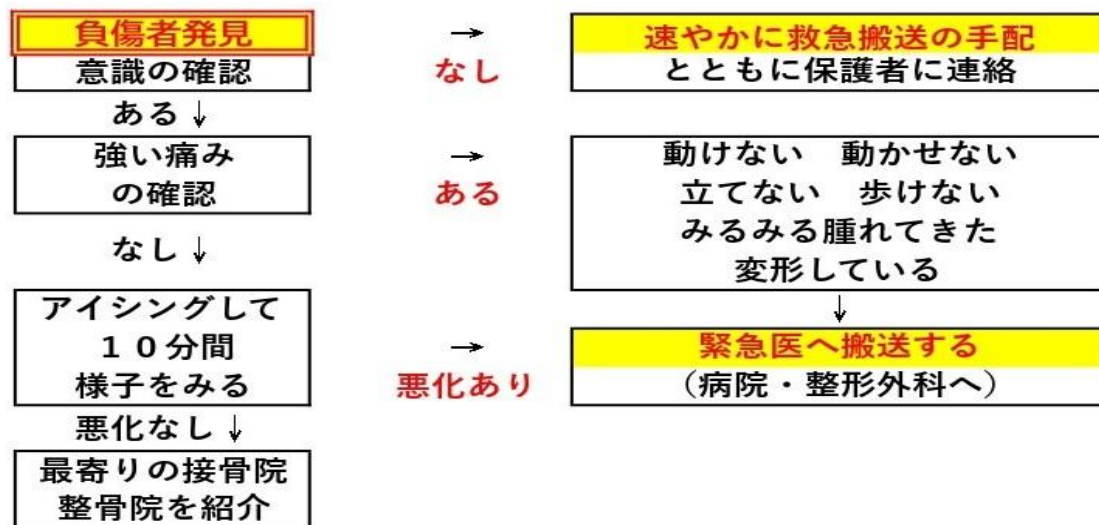 負傷者発見 → 速やかに救急搬送の手配
意識の確認 なし とともに保護者に連絡
ある ↓
強い痛み → 動けない 動かせない
の確認 ある 立てない 歩けない
みるみる腫れてきた
なし ↓
変形している
アイシングして ↓
10分間 → 緊急医へ搬送する
様子をみる 悪化あり (病院・整形外科へ)
悪化なし ↓
最寄りの接骨院
整骨院を紹介